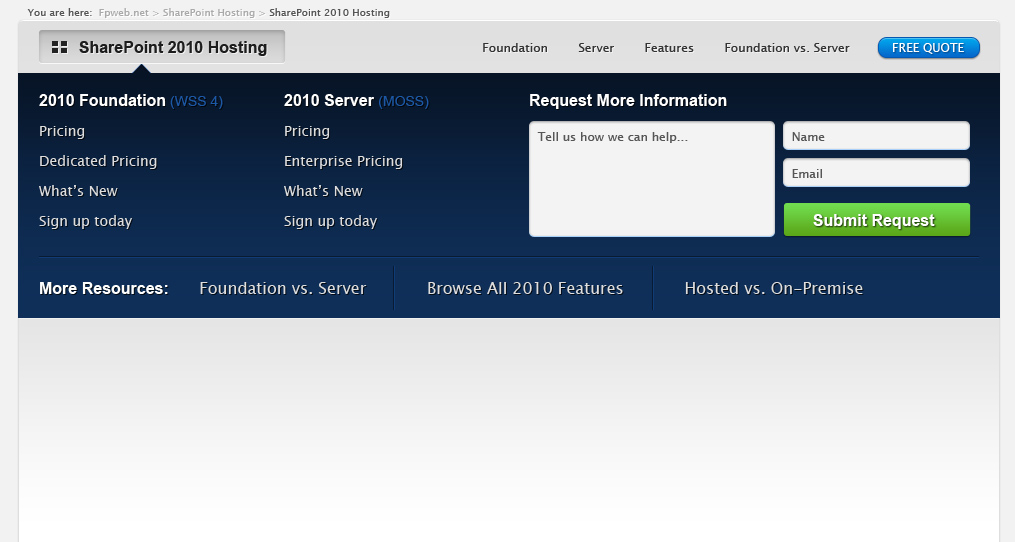 You are here: Fpweb.net > SharePoint Hosting > SharePoint 2010 Hosting
SharePoint 2010 Hosting
Foundation
Server
Features
Foundation vs. Server
FREE QUOTE
2010 Foundation (WSS 4)
Pricing
Dedicated Pricing
What's New
Sign up today
2010 Server (MOSS)
Pricing
Enterprise Pricing
What's New
Sign up today
Request More Information
Tell us how we can help...
Name
Email
Submit Request
More Resources:
Foundation vs. Server
Browse All 2010 Features
Hosted vs. On-Premise